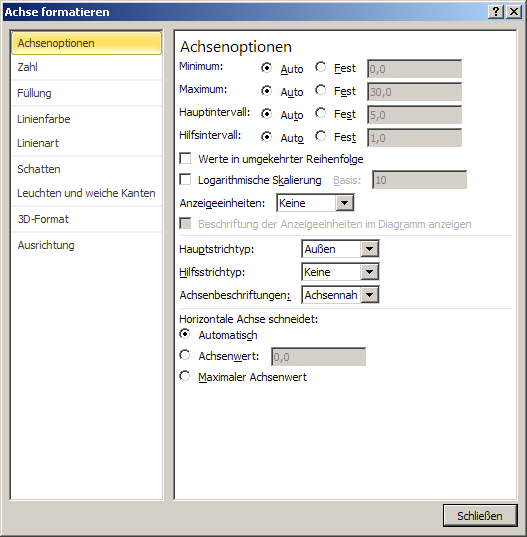 Achse formatieren
Achsenoptionen
Zahl
Füllung
Linienfarbe
Linienart
Schatten
Leuchten und weiche Kanten
3D-Format
Ausrichtung
Achsenoptionen
Minimum: Auto Fest 0,0
Maximum: Auto Fest 30,0
Hauptintervall: Auto Fest 5,0
Hilfsintervall: Auto Fest 1,0
Werte in umgekehrter Reihenfolge
Logarithmische Skalierung Basis: 10
Anzeigeeinheiten: Keine
Beschriftung der Anzeigeeinheiten im Diagramm anzeigen
Hauptstrichtyp: Außen
Hilfsstrichtyp: Keine
Achsenbeschriftungen: Achsennah
Horizontale Achse schneidet:
Automatisch
Achsenwert: 0,0
Maximaler Achsenwert
Schließen